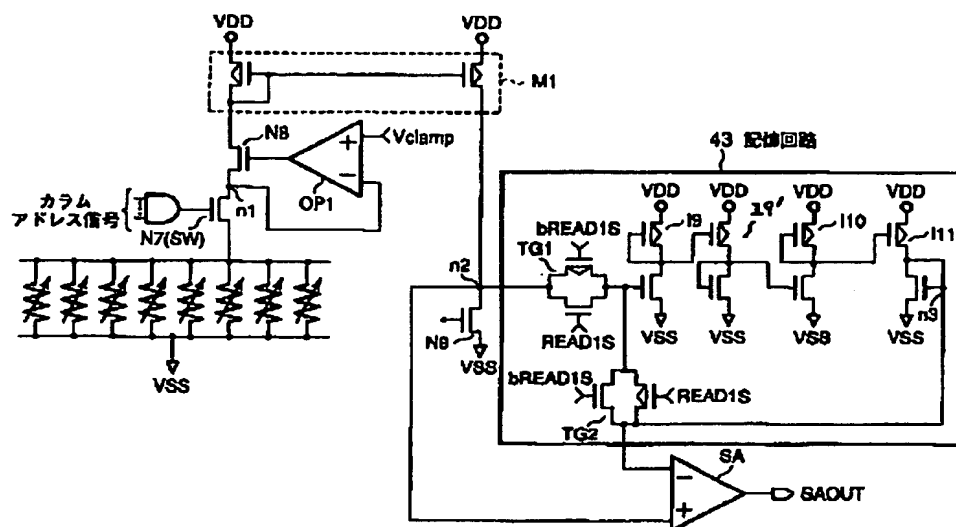 VDD
VDD
M1
N8
Vclamp
+
-
OP1
カラム
アドレス信号
N7(SW)
n1
43 記憶回路
VDD
VDD
VDD
VDD
I9
I9'
I10
I11
bREAD1S
TG1
n2
READ1S
VSS
VSS
VSS
VSS
n3
N9
VSS
VSS
bREAD1S
READ1S
TG2
SA
-
+
SAOUT